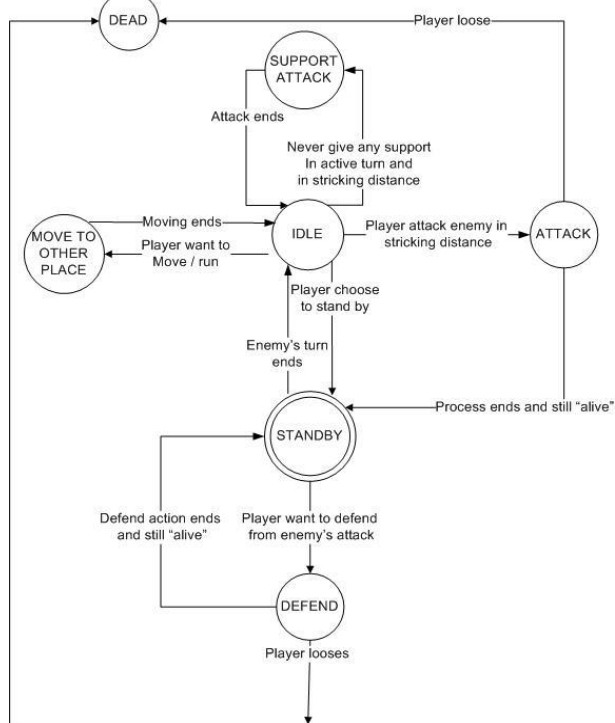 DEAD
Player loose
SUPPORT
ATTACK
Attack ends
Never give any support
In active turn and
in stricking distance
Moving ends
IDLE
Player attack enemy in
stricking distance
ATTACK
MOVE TO
OTHER
PLACE
Player want to
Move / run
Player choose
to stand by
Enemy's turn
ends
Process ends and still “alive”
STANDBY
Defend action ends
and still “alive”
Player want to defend
from enemy's attack
DEFEND
Player looses